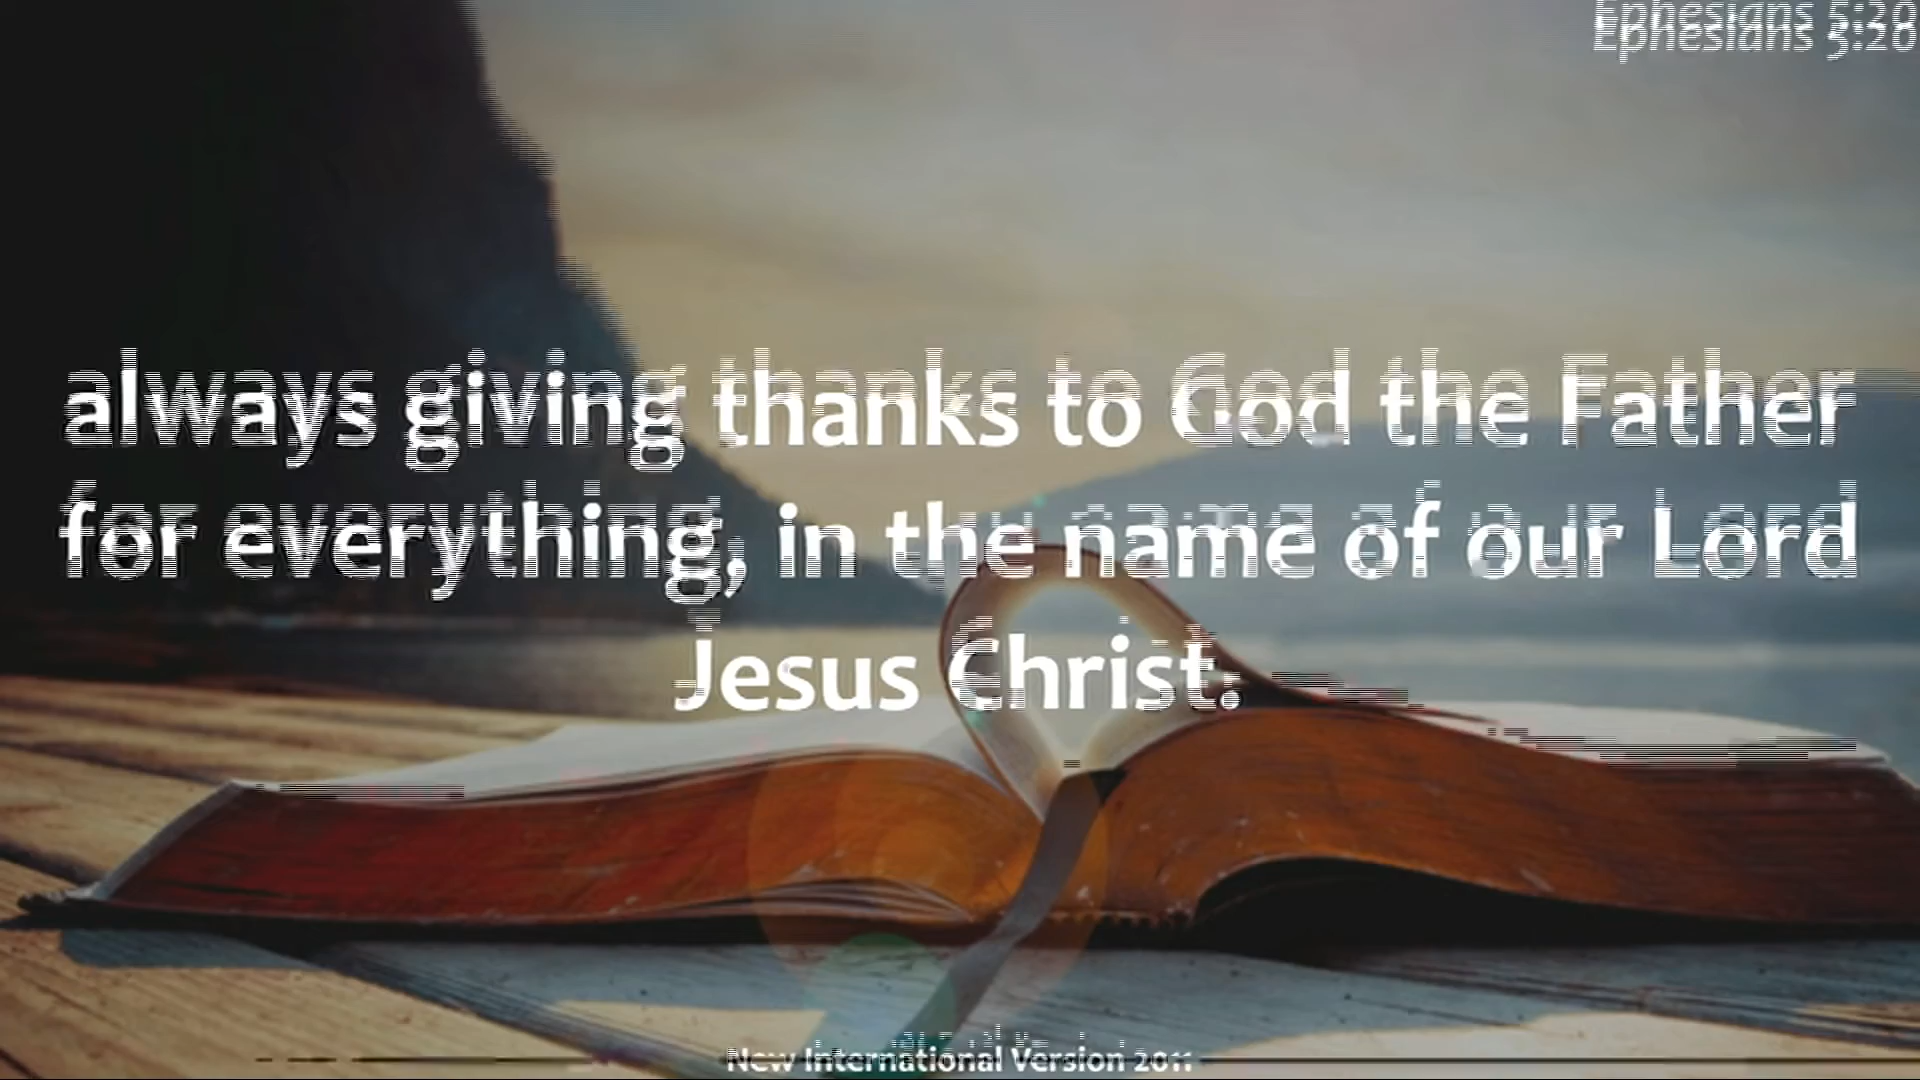 Ephesians 5:20
always giving thanks to God the Father
for everything, in the name of our Lord
Jesus Christ.
New International Version 2011